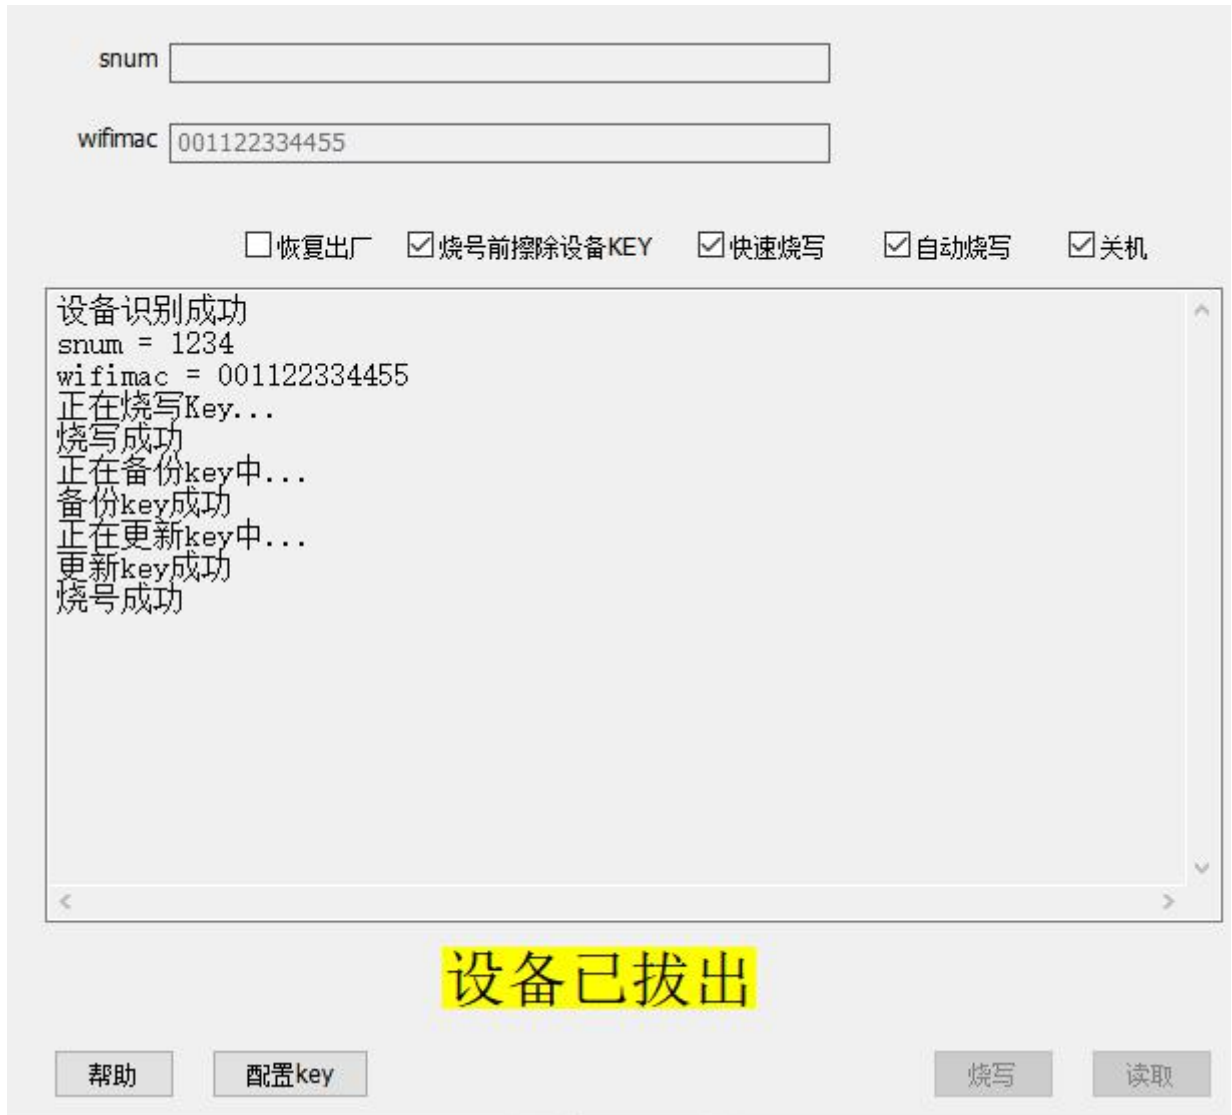 snum
wifimac 001122334455
恢复出厂 烧号前擦除设备KEY 快速烧写 自动烧写 关机
设备识别成功
snum = 1234
wifimac = 001122334455
正在烧写Key...
烧写成功
正在备份key中...
备份key成功
正在更新key中...
更新key成功
烧号成功
设备已拔出
帮助 配置key 烧写 读取